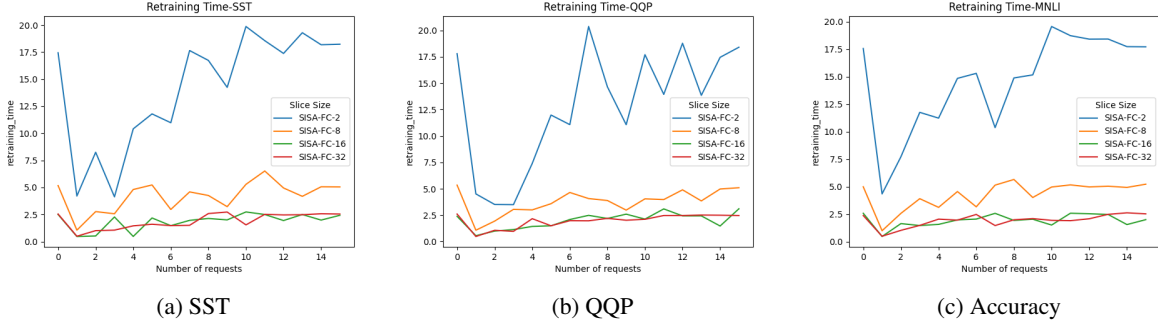 Retraining Time-SST
20.0
17.5
15.0
12.5
10.0
7.5
5.0
2.5
0.0
retraining_time
Slice Size
SISA-FC-2
SISA-FC-8
SISA-FC-16
SISA-FC-32
0 2 4 6 8 10 12 14
Number of requests
(a) SST
Retraining Time-QQP
20.0
17.5
15.0
12.5
10.0
7.5
5.0
2.5
0.0
retraining_time
Slice Size
SISA-FC-2
SISA-FC-8
SISA-FC-16
SISA-FC-32
0 2 4 6 8 10 12 14
Number of requests
(b) QQP
Retraining Time-MNLI
20.0
17.5
15.0
12.5
10.0
7.5
5.0
2.5
0.0
retraining_time
Slice Size
SISA-FC-2
SISA-FC-8
SISA-FC-16
SISA-FC-32
0 2 4 6 8 10 12 14
Number of requests
(c) Accuracy